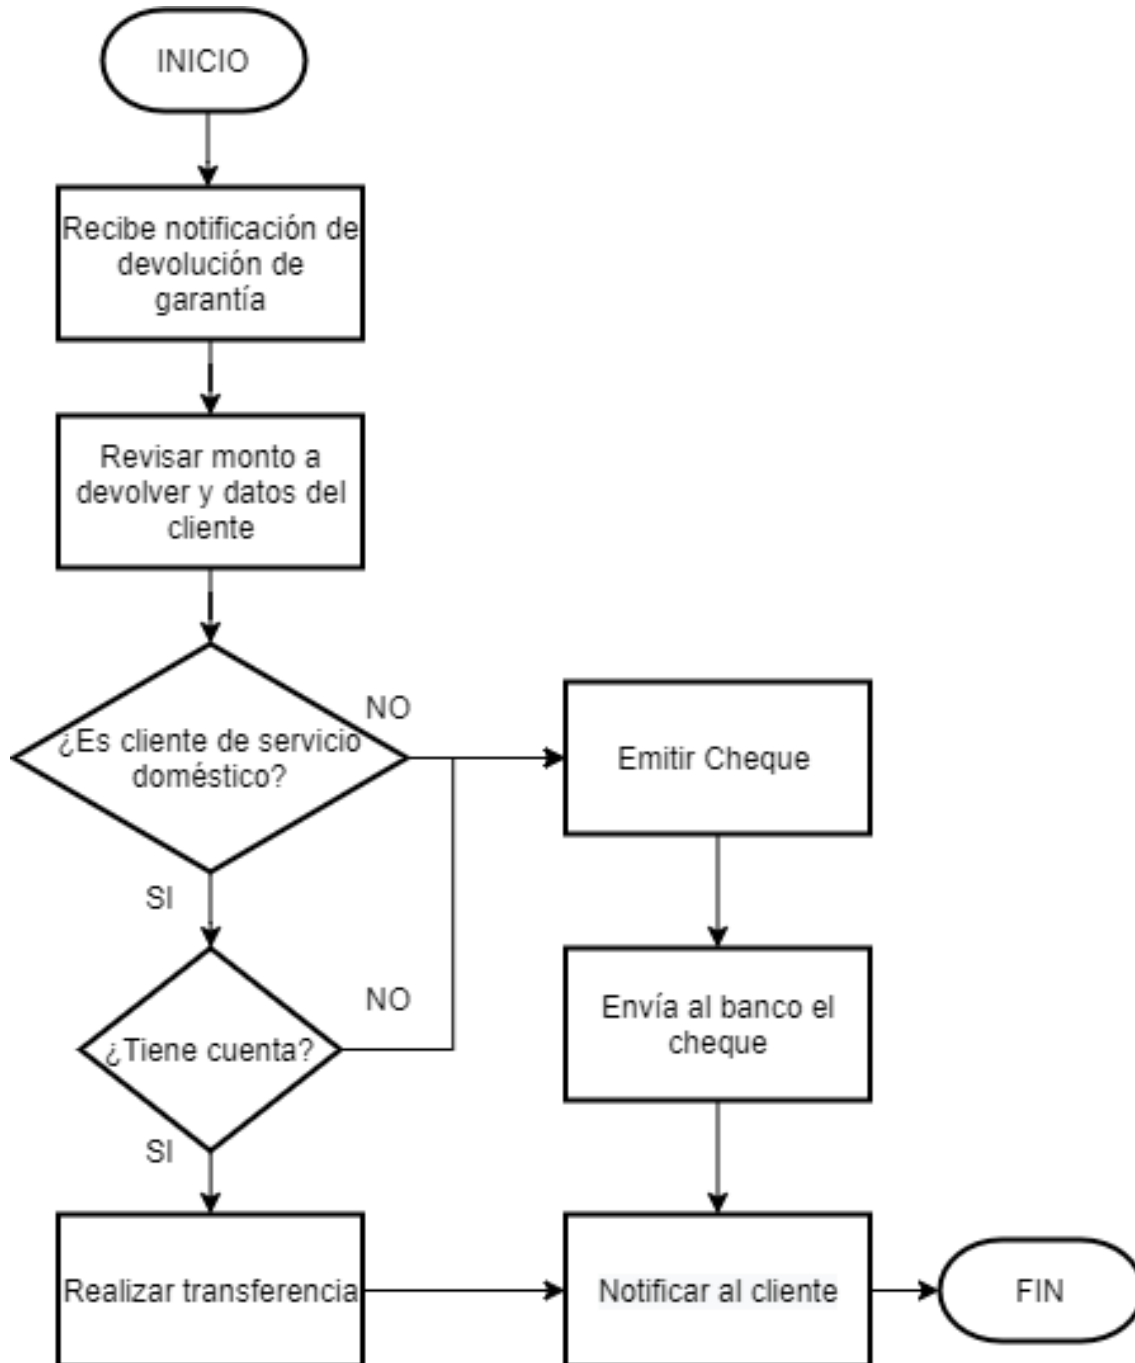 INICIO
Recibe notificación de
devolución de
garantía
Revisar monto a
devolver y datos del
cliente
¿Es cliente de servicio
doméstico?
NO
Emitir Cheque
SI
¿Tiene cuenta?
NO
Envía al banco el
cheque
SI
Realizar transferencia
Notificar al cliente
FIN